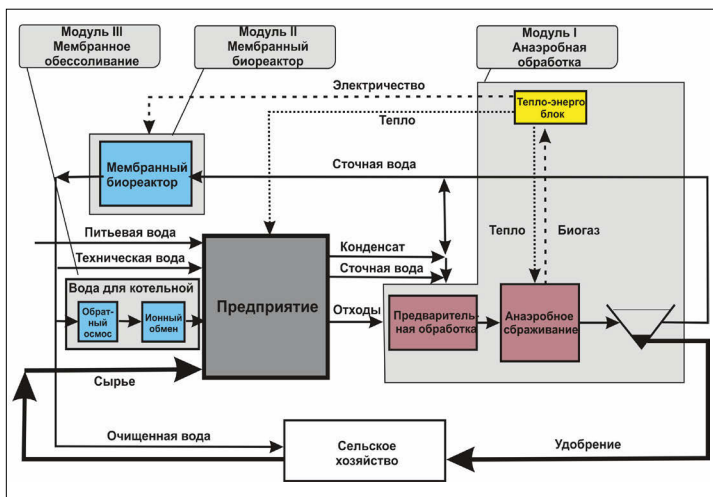 Модуль III
Мембранное
обессоливание
Модуль II
Мембранный
биореактор
Модуль I
Анаэробная
обработка
Электричество
Тепло-энерго
блок
Тепло
Мембранный
биореактор
Сточная вода
Питьевая вода
Конденсат
Тепло
Биогаз
Техническая вода
Сточная вода
Вода для котельной
Предприятие
Отходы
Обрат-
ный
осмос
Ионный
обмен
Предваритель-
ная обработка
Анаэробное
сбраживание
Сырье
Очищенная вода
Сельское
хозяйство
Удобрение